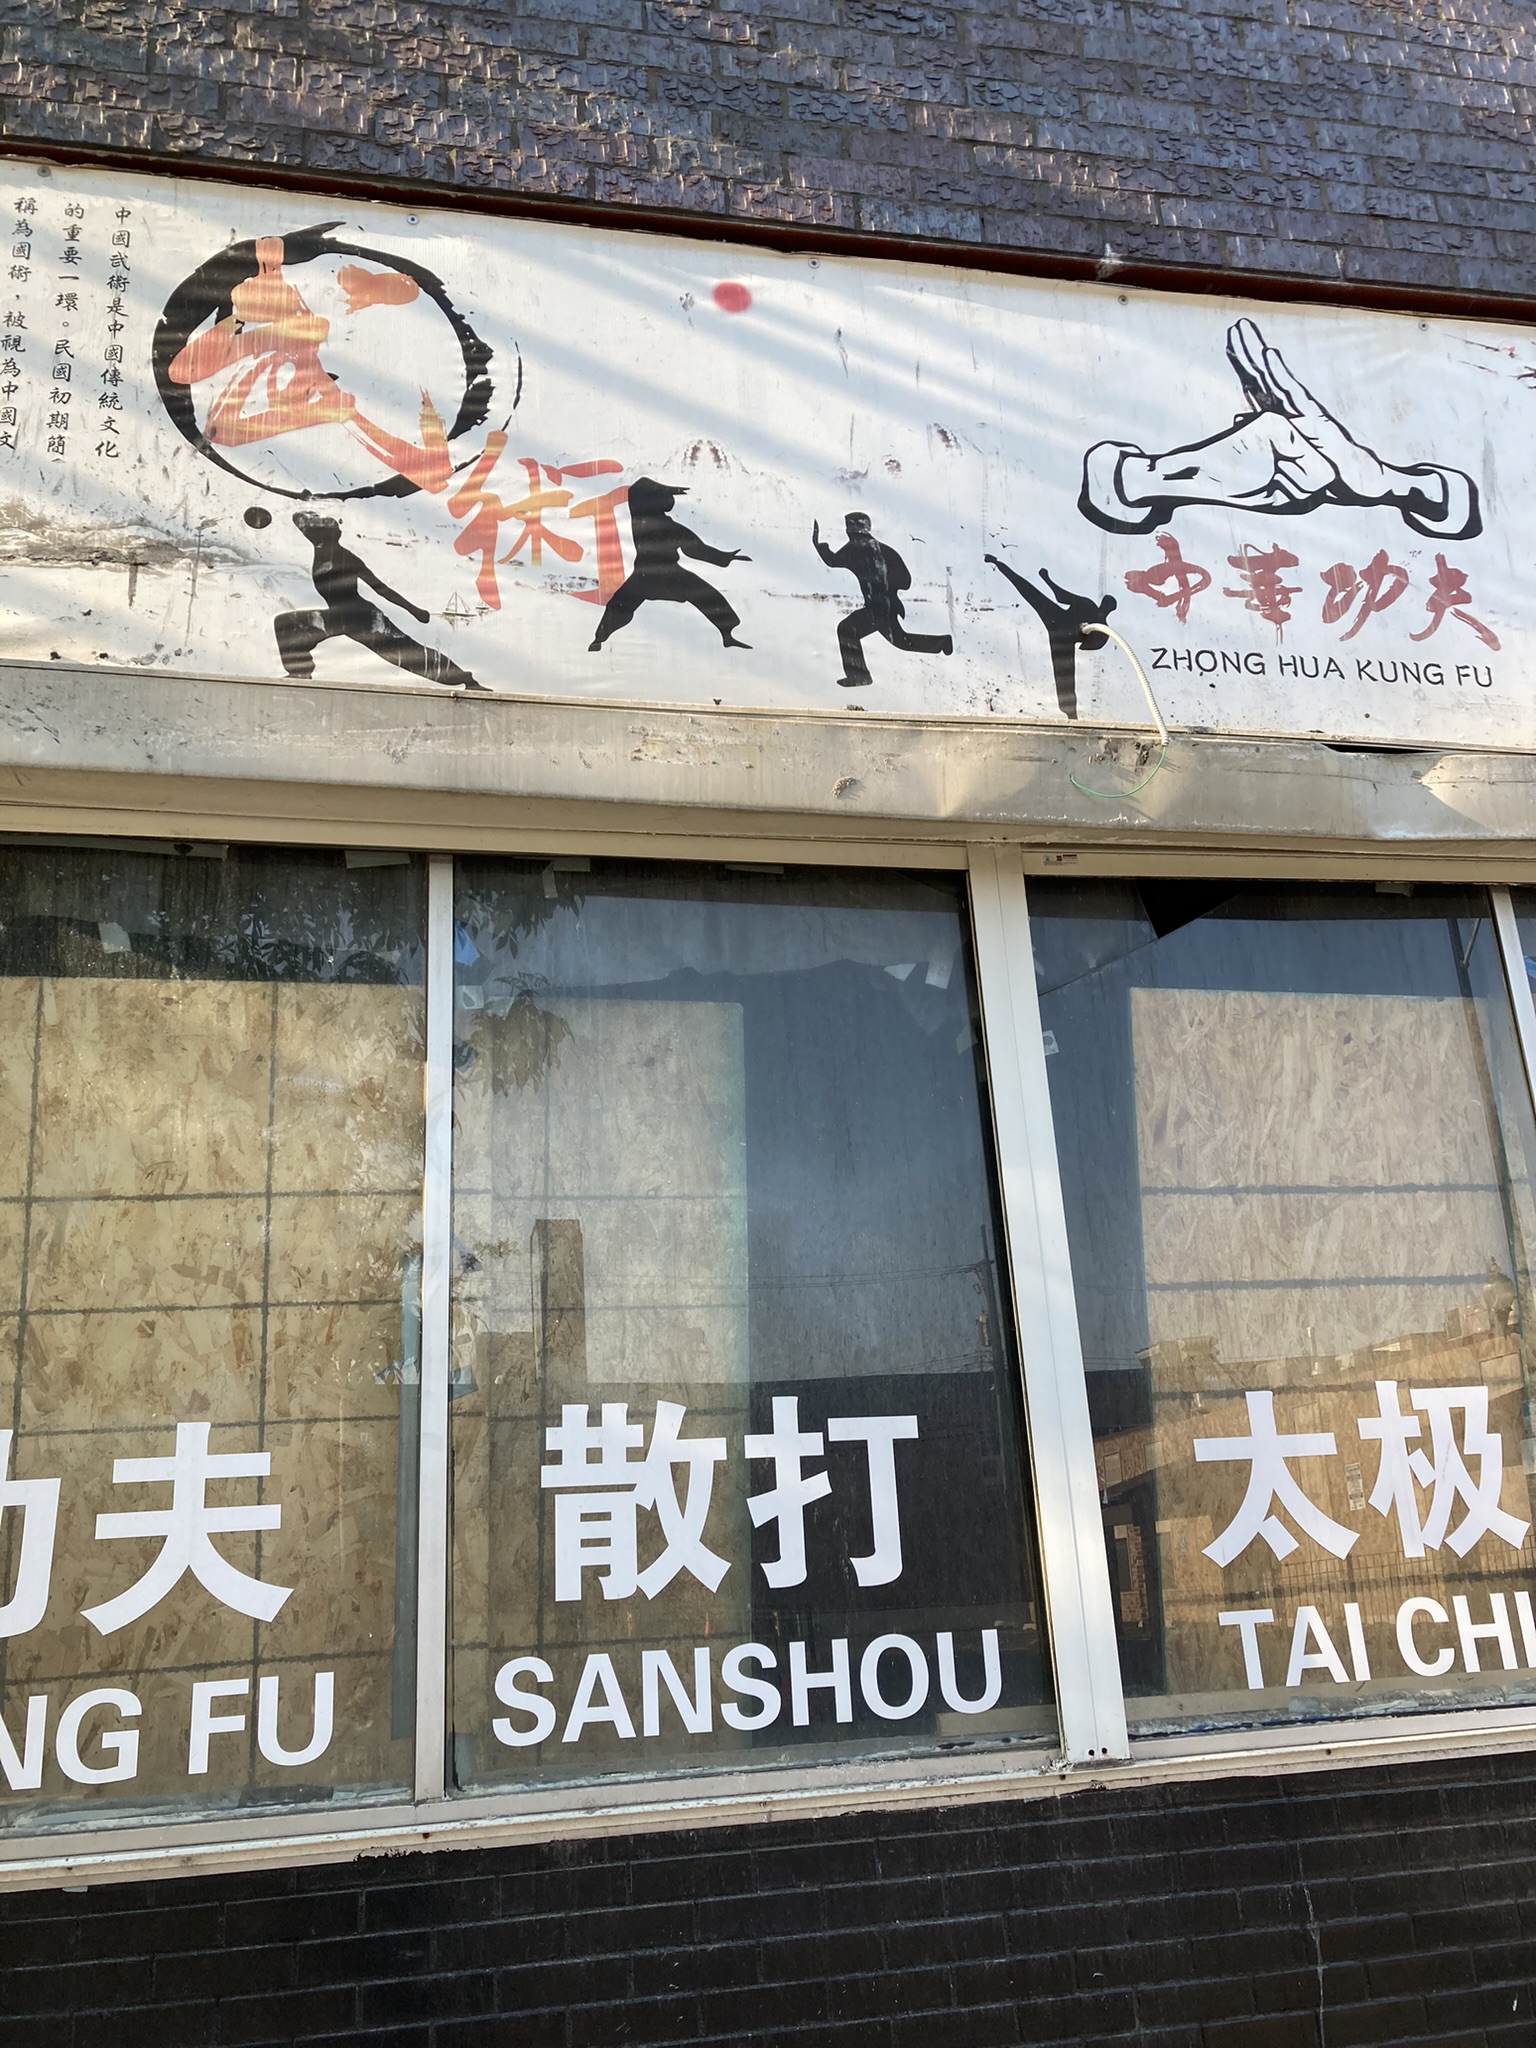 中國武術是中國傳統文化
的重要一環。民國初期簡
稱為國術，被視為中國文
武術
中華功夫
ZHONG HUA KUNG FU
功夫
NG FU
散打
SANSHOU
太极
TAI CHI